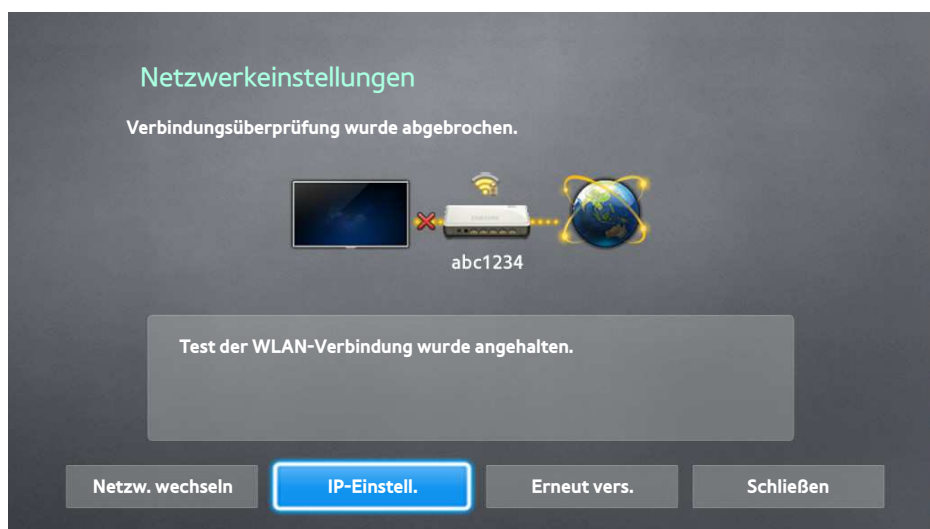 Netzwerkeinstellungen
Verbindungsüberprüfung wurde abgebrochen.
abc1234
Test der WLAN-Verbindung wurde angehalten.
Netzw. wechseln
IP-Einstell.
Erneut vers.
Schließen